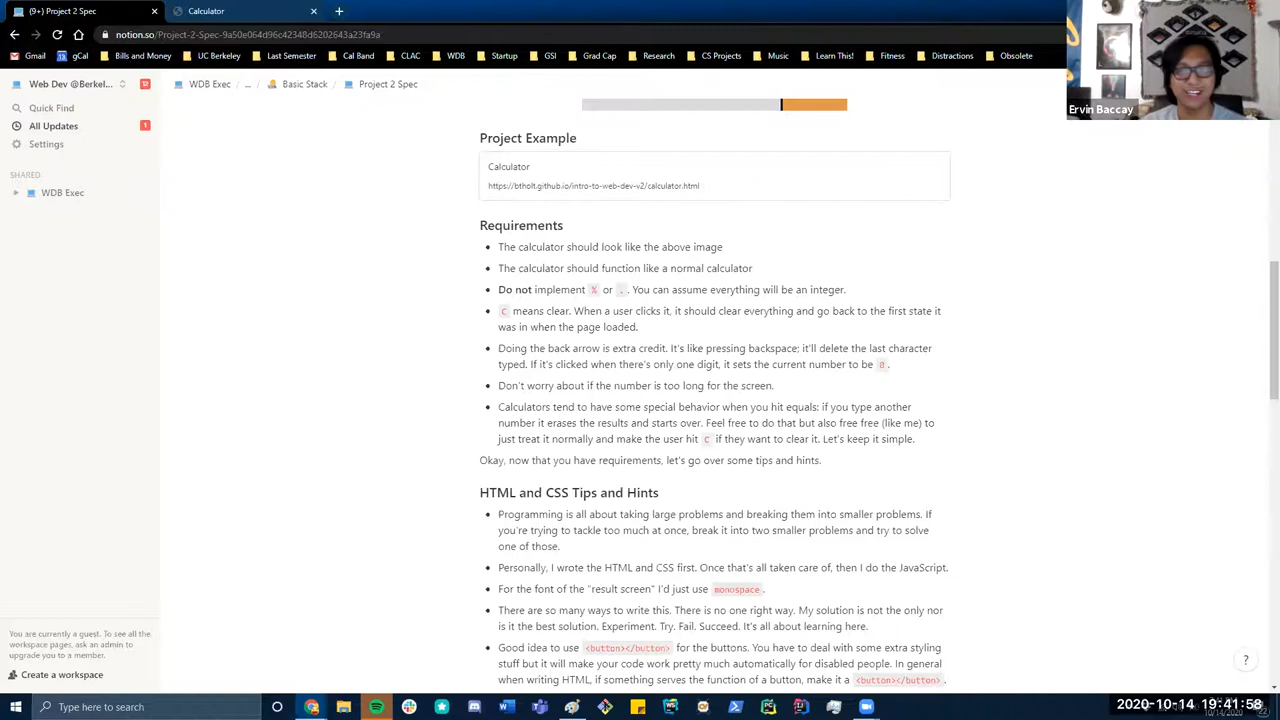 (9+) Project 2 Spec
Calculator
notion.so/Project-2-Spec-9a50e064d96c42348d6202643a23fa9a
Gmail gCal Bills and Money UC Berkeley Last Semester Cal Band CLAC WDB Startup GSI Grad Cap Research CS Projects Music Learn This! Fitness Distractions Obsolete
Web Dev @Berkel...
WDB Exec / ... / Basic Stack / Project 2 Spec
Quick Find
All Updates 1
Settings
SHARED
WDB Exec
Ervin Baccay
Project Example
Calculator
https://btholt.github.io/intro-to-web-dev-v2/calculator.html
Requirements
• The calculator should look like the above image
• The calculator should function like a normal calculator
• Do not implement % or . . You can assume everything will be an integer.
• C means clear. When a user clicks it, it should clear everything and go back to the first state it
was in when the page loaded.
• Doing the back arrow is extra credit. It's like pressing backspace; it'll delete the last character
typed. If it's clicked when there's only one digit, it sets the current number to be 0.
• Don't worry about if the number is too long for the screen.
• Calculators tend to have some special behavior when you hit equals: if you type another
number it erases the results and starts over. Feel free to do that but also free free (like me) to
just treat it normally and make the user hit C if they want to clear it. Let's keep it simple.
Okay, now that you have requirements, let's go over some tips and hints.
HTML and CSS Tips and Hints
• Programming is all about taking large problems and breaking them into smaller problems. If
you're trying to tackle too much at once, break it into two smaller problems and try to solve
one of those.
• Personally, I wrote the HTML and CSS first. Once that's all taken care of, then I do the JavaScript.
• For the font of the "result screen" I'd just use monospace.
• There are so many ways to write this. There is no one right way. My solution is not the only nor
is it the best solution. Experiment. Try. Fail. Succeed. It's all about learning here.
• Good idea to use <button></button> for the buttons. You have to deal with some extra styling
stuff but it will make your code work pretty much automatically for disabled people. In general
when writing HTML, if something serves the function of a button, make it a <button></button>.
You are currently a guest. To see all the
workspace pages, ask an admin to
upgrade you to a member.
Create a workspace
?
Type here to search
2020-10-14 19:41:58
10/14/2020